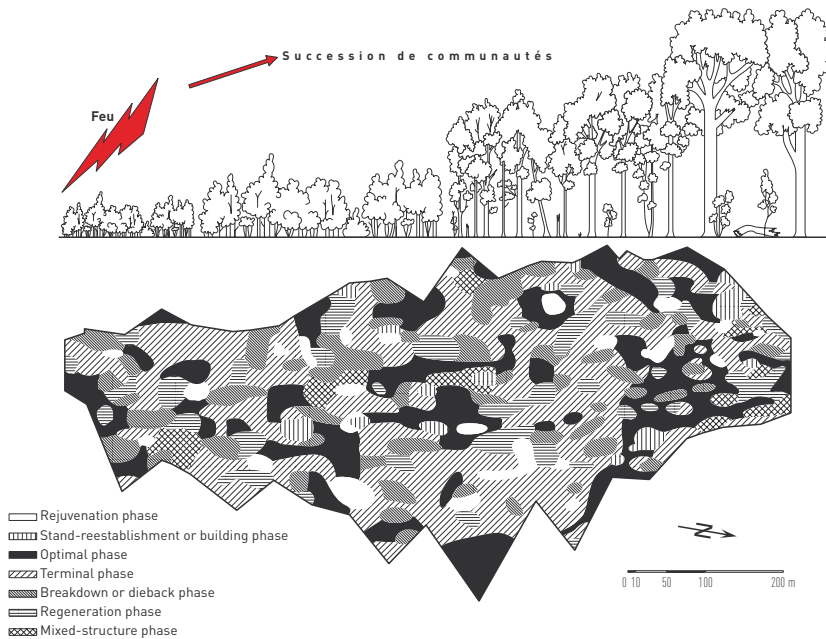 Succession de communautés
Feu
Rejuvenation phase
Stand-reestablishment or building phase
Optimal phase
Terminal phase
Breakdown or dieback phase
Regeneration phase
Mixed-structure phase
N
0 10 50 100 200 m